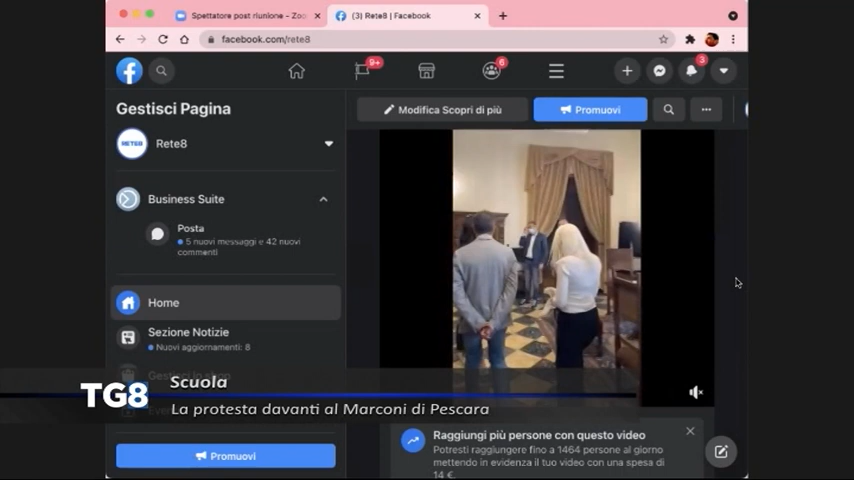 Spettatore post riunione - Zoo
(3) Rete8 | Facebook
facebook.com/rete8
9+
6
3
Gestisci Pagina
Modifica Scopri di più
Promuovi
RETE8
Rete8
Business Suite
Posta
5 nuovi messaggi e 42 nuovi
commenti
Home
Sezione Notizie
Nuovi aggiornamenti: 8
TG8
Scuola
La protesta davanti al Marconi di Pescara
Raggiungi più persone con questo video
Potresti raggiungere fino a 1464 persone al giorno
mettendo in evidenza il tuo video con una spesa di
14 €.
Promuovi